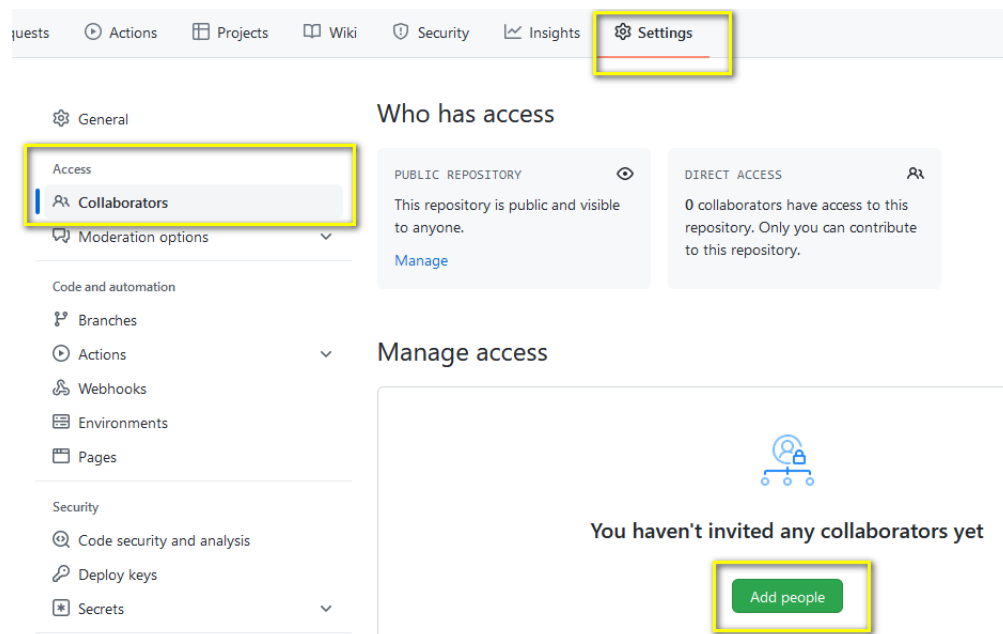 Actions
Projects
Wiki
Security
Insights
Settings
General
Access
Collaborators
Moderation options
Code and automation
Branches
Actions
Webhooks
Environments
Pages
Security
Code security and analysis
Deploy keys
Secrets
Who has access
PUBLIC REPOSITORY
This repository is public and visible
to anyone.
Manage
DIRECT ACCESS
0 collaborators have access to this
repository. Only you can contribute
to this repository.
Manage access
You haven't invited any collaborators yet
Add people